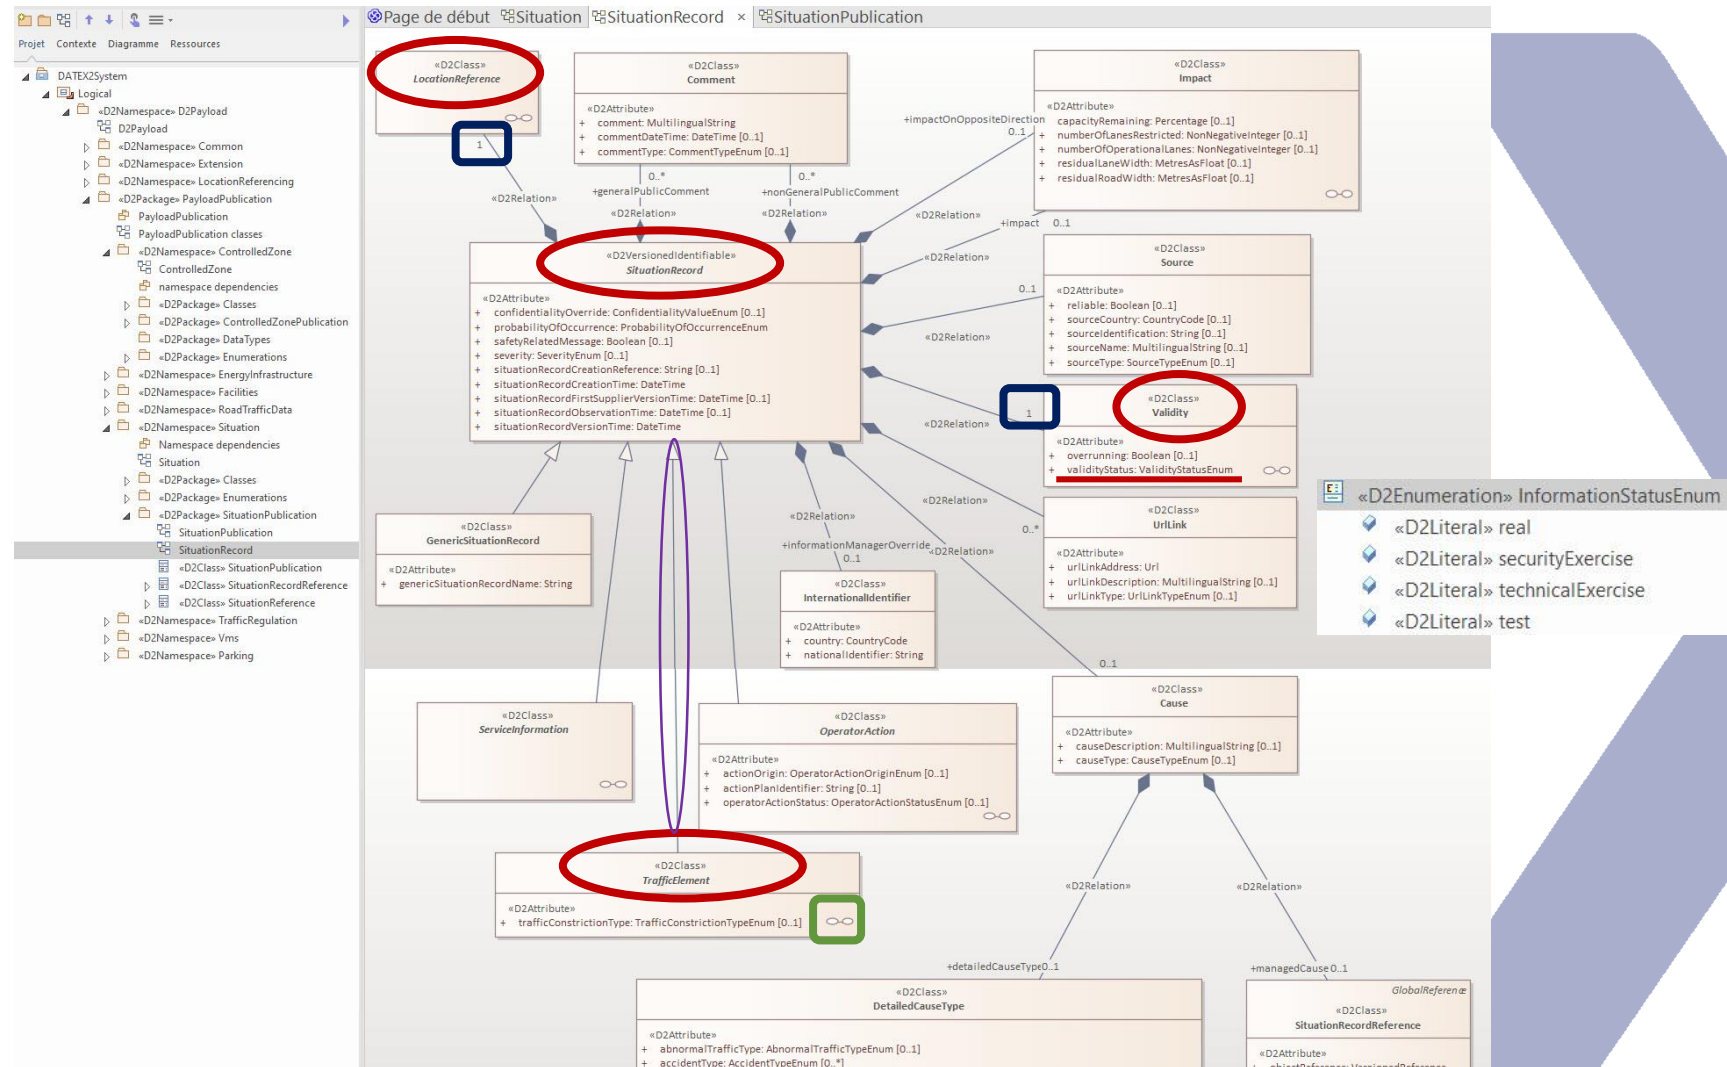 Projet Contexte Diagramme Ressources
DATEX2System
Logical
«D2Namespace» D2Payload
D2Payload
«D2Namespace» Common
«D2Namespace» Extension
«D2Namespace» LocationReferencing
«D2Package» PayloadPublication
PayloadPublication
PayloadPublication classes
«D2Namespace» ControlledZone
ControlledZone
namespace dependencies
«D2Package» Classes
«D2Package» ControlledZonePublication
«D2Package» DataTypes
«D2Package» Enumerations
«D2Namespace» EnergyInfrastructure
«D2Namespace» Facilities
«D2Namespace» RoadTrafficData
«D2Namespace» Situation
Namespace dependencies
Situation
«D2Package» Classes
«D2Package» Enumerations
«D2Package» SituationPublication
SituationPublication
SituationRecord
«D2Class» SituationPublication
«D2Class» SituationRecordReference
«D2Class» SituationReference
«D2Namespace» TrafficRegulation
«D2Namespace» Vms
«D2Namespace» Parking
Page de début Situation SituationRecord × SituationPublication
«D2Class»
LocationReference
1
«D2Relation»
«D2Class»
Comment
«D2Attribute»
+ comment: MultilingualString
+ commentDateTime: DateTime [0..1]
+ commentType: CommentTypeEnum [0..1]
0..*
+generalPublicComment
«D2Relation»
0..*
+nonGeneralPublicComment
«D2Relation»
«D2Class»
Impact
«D2Attribute»
+ capacityRemaining: Percentage [0..1]
+ numberOfLanesRestricted: NonNegativeInteger [0..1]
+ numberOfOperationalLanes: NonNegativeInteger [0..1]
+ residualLaneWidth: MetresAsFloat [0..1]
+ residualRoadWidth: MetresAsFloat [0..1]
+impactOnOppositeDirection
0..1
«D2Relation»
+impact 0..1
«D2Relation»
«D2VersionedIdentifiable»
SituationRecord
«D2Attribute»
+ confidentialityOverride: ConfidentialityValueEnum [0..1]
+ probabilityOfOccurrence: ProbabilityOfOccurrenceEnum
+ safetyRelatedMessage: Boolean [0..1]
+ severity: SeverityEnum [0..1]
+ situationRecordCreationReference: String [0..1]
+ situationRecordCreationTime: DateTime
+ situationRecordFirstSupplierVersionTime: DateTime [0..1]
+ situationRecordObservationTime: DateTime [0..1]
+ situationRecordVersionTime: DateTime
«D2Class»
Source
«D2Attribute»
+ reliable: Boolean [0..1]
+ sourceCountry: CountryCode [0..1]
+ sourceIdentification: String [0..1]
+ sourceName: MultilingualString [0..1]
+ sourceType: SourceTypeEnum [0..1]
0..1
«D2Relation»
«D2Class»
Validity
«D2Attribute»
+ overrunning: Boolean [0..1]
+ validityStatus: ValidityStatusEnum
1
«D2Relation»
«D2Class»
UrlLink
«D2Attribute»
+ urlLinkAddress: Url
+ urlLinkDescription: MultilingualString [0..1]
+ urlLinkType: UrlLinkTypeEnum [0..1]
«D2Relation»
0..*
«D2Enumeration» InformationStatusEnum
«D2Literal» real
«D2Literal» securityExercise
«D2Literal» technicalExercise
«D2Literal» test
«D2Class»
GenericSituationRecord
«D2Attribute»
+ genericSituationRecordName: String
«D2Relation»
+informationManagerOverride
0..1
«D2Relation»
«D2Class»
InternationalIdentifier
«D2Attribute»
+ country: CountryCode
+ nationalIdentifier: String
0..1
«D2Class»
ServiceInformation
«D2Class»
OperatorAction
«D2Attribute»
+ actionOrigin: OperatorActionOriginEnum [0..1]
+ actionPlanIdentifier: String [0..1]
+ operatorActionStatus: OperatorActionStatusEnum [0..1]
«D2Class»
Cause
«D2Attribute»
+ causeDescription: MultilingualString [0..1]
+ causeType: CauseTypeEnum [0..1]
«D2Class»
TrafficElement
«D2Attribute»
+ trafficConstrictionType: TrafficConstrictionTypeEnum [0..1]
«D2Relation»
«D2Relation»
+detailedCauseType0..1
+managedCause 0..1
«D2Class»
DetailedCauseType
«D2Attribute»
+ abnormalTrafficType: AbnormalTrafficTypeEnum [0..1]
+ accidentType: AccidentTypeEnum [0..*]
GlobalReference
«D2Class»
SituationRecordReference
«D2Attribute»
+ objectReference: VersionedReference